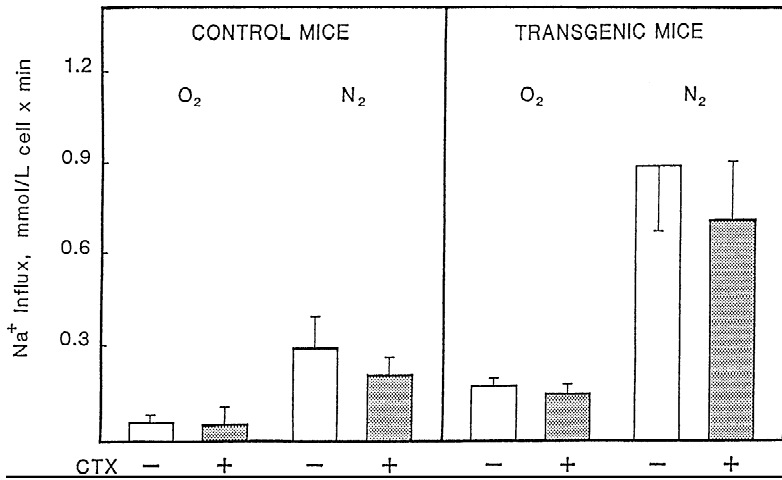 CONTROL MICE TRANSGENIC MICE
1.2
O₂ N₂ O₂ N₂
0.9
0.6
0.3
Na⁺ Influx, mmol/L cell x min
CTX − + − + − + − +